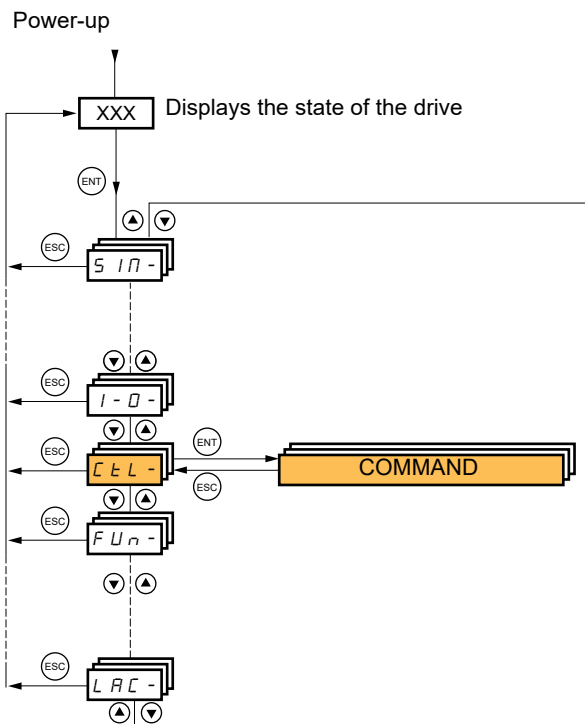 Power-up
XXX Displays the state of the drive
ENT
ESC
SIM-
ESC
I-O-
ESC
ENT
CtL-
COMMAND
ESC
ESC
FUn-
ESC
LAC-